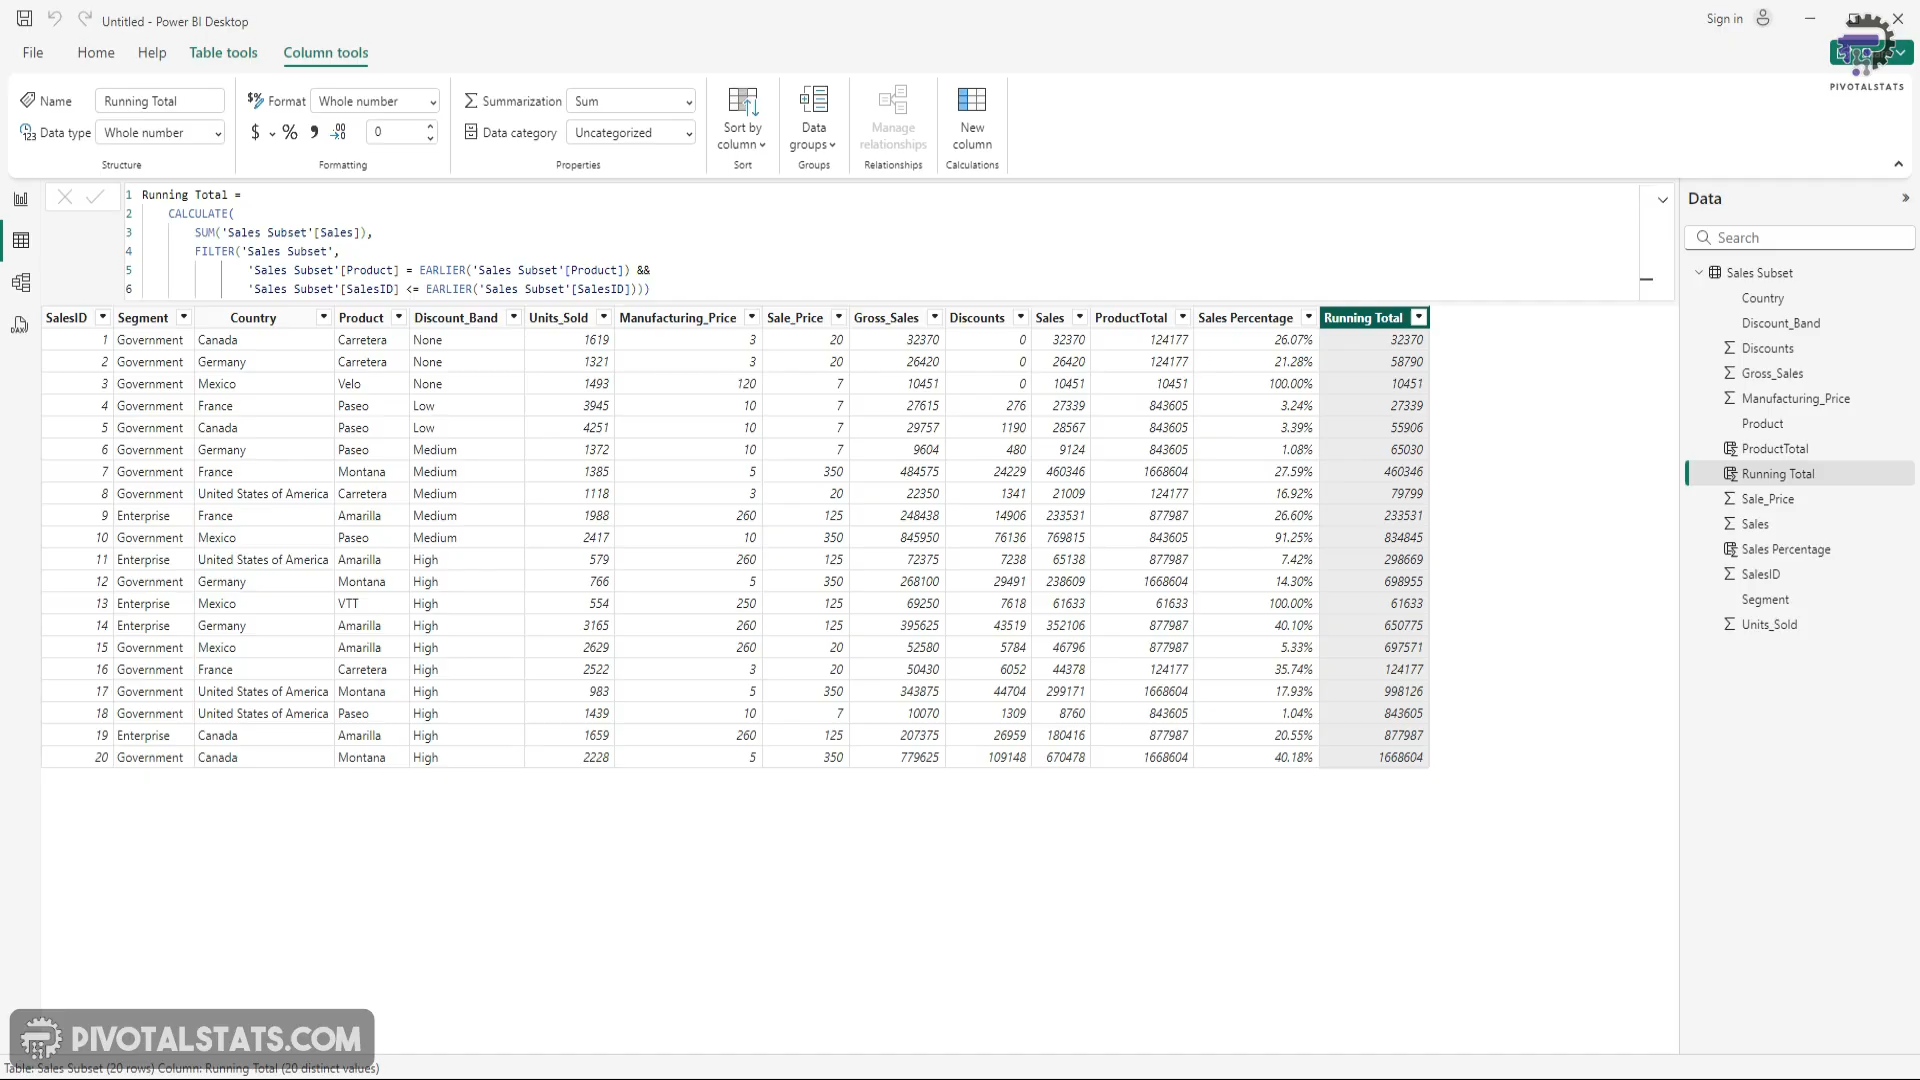 Untitled - Power BI Desktop
Sign in
File Home Help Table tools Column tools
PIVOTALSTATS
Name Running Total
Data type Whole number
Structure
Format Whole number
$ % , .00 0
Formatting
Summarization Sum
Data category Uncategorized
Properties
Sort by column
Sort
Data groups
Groups
Manage relationships
Relationships
New column
Calculations
1 Running Total =
2 CALCULATE(
3 SUM('Sales Subset'[Sales]),
4 FILTER('Sales Subset',
5 'Sales Subset'[Product] = EARLIER('Sales Subset'[Product]) &&
6 'Sales Subset'[SalesID] <= EARLIER('Sales Subset'[SalesID])))
SalesID Segment Country Product Discount_Band Units_Sold Manufacturing_Price Sale_Price Gross_Sales Discounts Sales ProductTotal Sales Percentage Running Total
1 Government Canada Carretera None 1619 3 20 32370 0 32370 124177 26.07% 32370
2 Government Germany Carretera None 1321 3 20 26420 0 26420 124177 21.28% 58790
3 Government Mexico Velo None 1493 120 7 10451 0 10451 10451 100.00% 10451
4 Government France Paseo Low 3945 10 7 27615 276 27339 843605 3.24% 27339
5 Government Canada Paseo Low 4251 10 7 29757 1190 28567 843605 3.39% 55906
6 Government Germany Paseo Medium 1372 10 7 9604 480 9124 843605 1.08% 65030
7 Government France Montana Medium 1385 5 350 484575 24229 460346 1668604 27.59% 460346
8 Government United States of America Carretera Medium 1118 3 20 22350 1341 21009 124177 16.92% 79799
9 Enterprise France Amarilla Medium 1988 260 125 248438 14906 233531 877987 26.60% 233531
10 Government Mexico Paseo Medium 2417 10 350 845950 76136 769815 843605 91.25% 834845
11 Enterprise United States of America Amarilla High 579 260 125 72375 7238 65138 877987 7.42% 298669
12 Government Germany Montana High 766 5 350 268100 29491 238609 1668604 14.30% 698955
13 Enterprise Mexico VTT High 554 250 125 69250 7618 61633 61633 100.00% 61633
14 Enterprise Germany Amarilla High 3165 260 125 395625 43519 352106 877987 40.10% 650775
15 Government Mexico Amarilla High 2629 260 20 52580 5784 46796 877987 5.33% 697571
16 Government France Carretera High 2522 3 20 50430 6052 44378 124177 35.74% 124177
17 Government United States of America Montana High 983 5 350 343875 44704 299171 1668604 17.93% 998126
18 Government United States of America Paseo High 1439 10 7 10070 1309 8760 843605 1.04% 843605
19 Enterprise Canada Amarilla High 1659 260 125 207375 26959 180416 877987 20.55% 877987
20 Government Canada Montana High 2228 5 350 779625 109148 670478 1668604 40.18% 1668604
Data
Search
Sales Subset
Country
Discount_Band
Discounts
Gross_Sales
Manufacturing_Price
Product
ProductTotal
Running Total
Sale_Price
Sales
Sales Percentage
SalesID
Segment
Units_Sold
PIVOTALSTATS.COM
Table: Sales Subset (20 rows) Column: Running Total (20 distinct values)